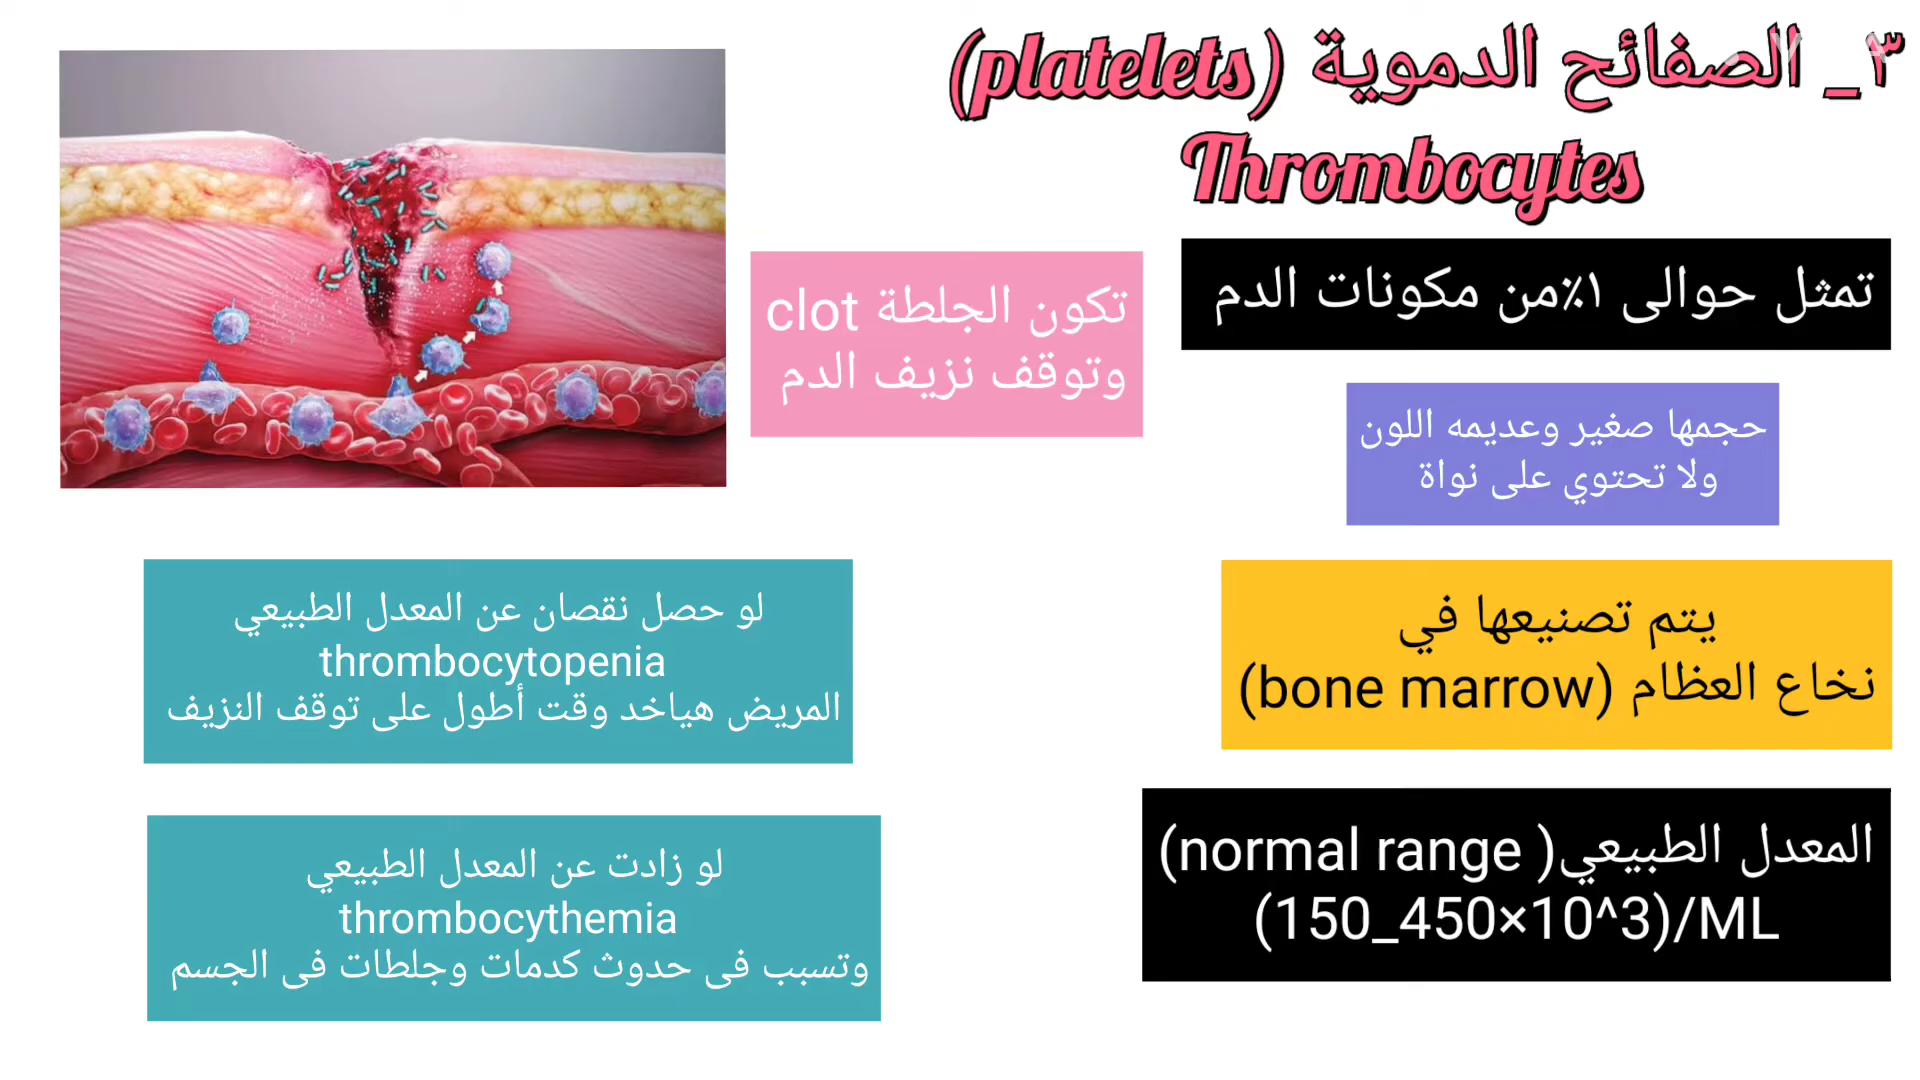 ٣_ الصفائح الدموية (platelets)
Thrombocytes
تمثل حوالى ١٪من مكونات الدم
تكون الجلطة clot
وتوقف نزيف الدم
حجمها صغير وعديمه اللون
ولا تحتوي على نواة
يتم تصنيعها في
نخاع العظام (bone marrow)
لو حصل نقصان عن المعدل الطبيعي
thrombocytopenia
المريض هياخد وقت أطول على توقف النزيف
المعدل الطبيعي( normal range)
(150_450×10^3)/ML
لو زادت عن المعدل الطبيعي
thrombocythemia
وتسبب فى حدوث كدمات وجلطات فى الجسم